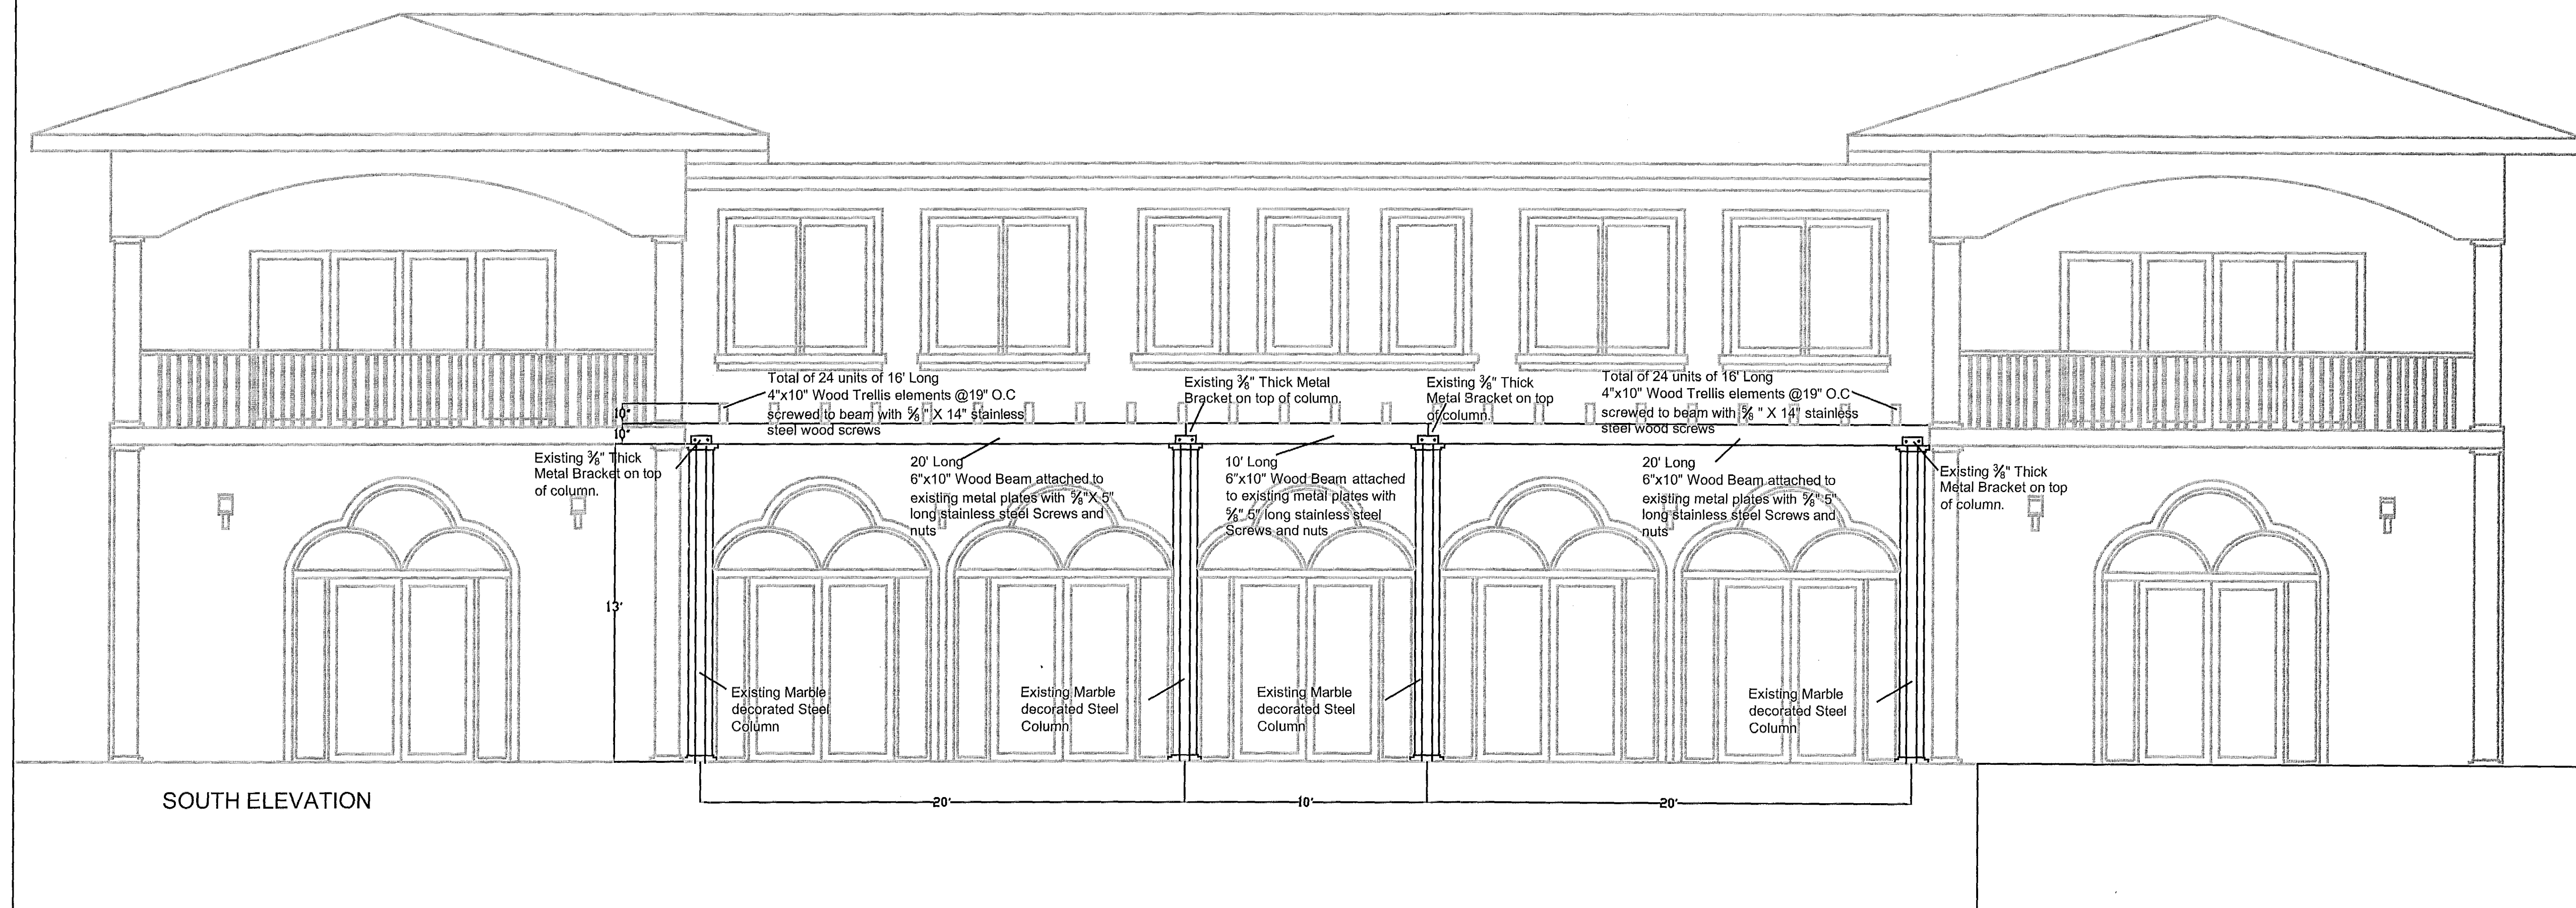 Total of 24 units of 16' Long
4"x10" Wood Trellis elements @19" O.C
screwed to beam with ⅝ " X 14" stainless
steel wood screws
Existing ⅜" Thick Metal
Bracket on top of column.
Existing ⅜" Thick
Metal Bracket on top
of column.
Total of 24 units of 16' Long
4"x10" Wood Trellis elements @19" O.C
screwed to beam with ⅝ " X 14" stainless
steel wood screws
10"
10"
Existing ⅜" Thick
Metal Bracket on top
of column.
20' Long
6"x10" Wood Beam attached to
existing metal plates with ⅝"X 5"
long stainless steel Screws and
nuts
10' Long
6"x10" Wood Beam attached
to existing metal plates with
⅝" 5" long stainless steel
Screws and nuts
20' Long
6"x10" Wood Beam attached to
existing metal plates with ⅝" 5"
long stainless steel Screws and
nuts
Existing ⅜" Thick
Metal Bracket on top
of column.
13'
Existing Marble
decorated Steel
Column
Existing Marble
decorated Steel
Column
Existing Marble
decorated Steel
Column
Existing Marble
decorated Steel
Column
SOUTH ELEVATION
20'
10'
20'